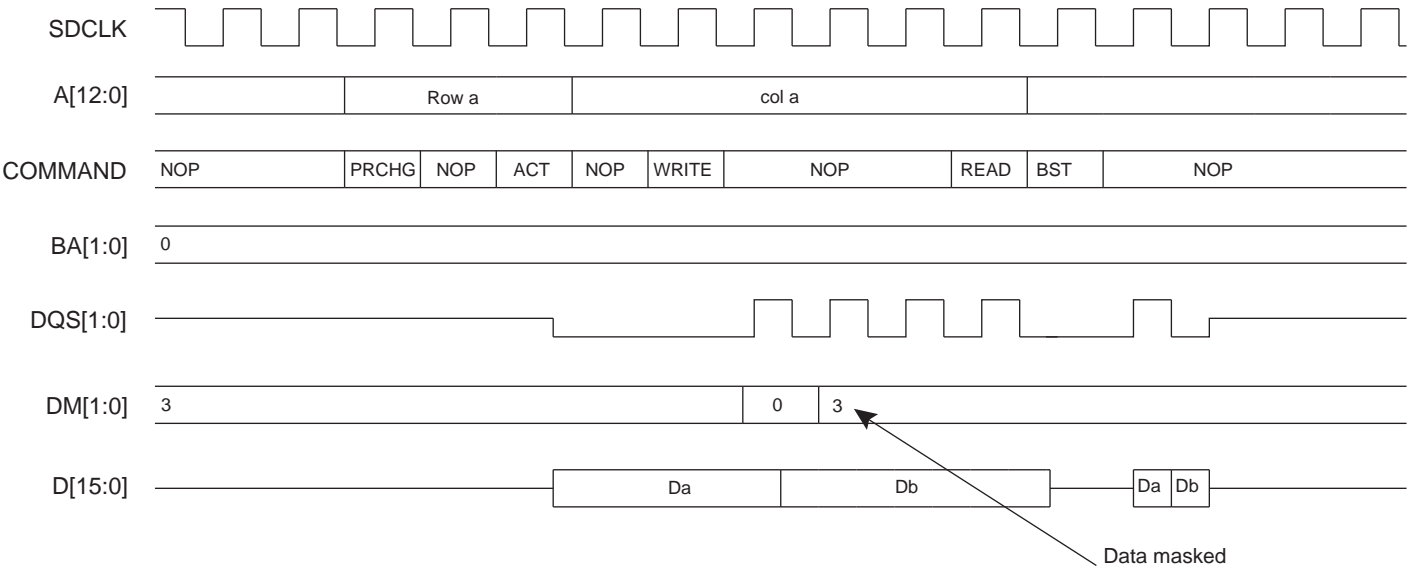 SDCLK
A[12:0] Row a col a
COMMAND NOP PRCHG NOP ACT NOP WRITE NOP READ BST NOP
BA[1:0] 0
DQS[1:0]
DM[1:0] 3 0 3
D[15:0] Da Db Da Db
Data masked